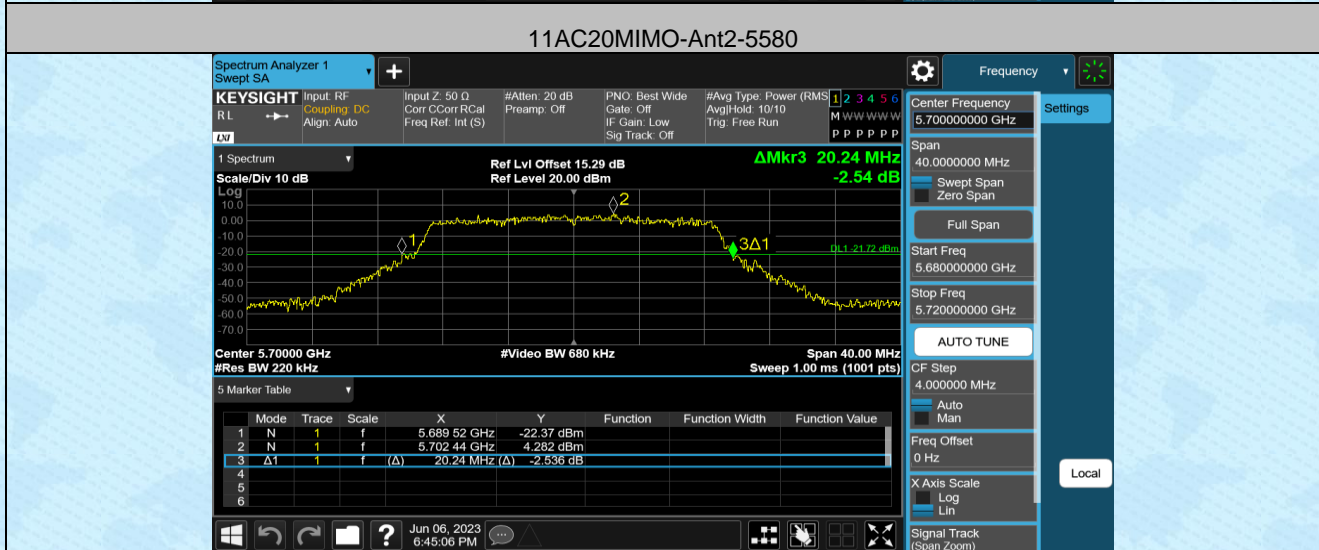 11AC20MIMO-Ant2-5580
Spectrum Analyzer 1
Swept SA
Frequency
KEYSIGHT
R L
LXI
Input: RF
Coupling: DC
Align: Auto
Input Z: 50 Ω
Corr CCorr RCal
Freq Ref: Int (S)
#Atten: 20 dB
Preamp: Off
PNO: Best Wide
Gate: Off
IF Gain: Low
Sig Track: Off
#Avg Type: Power (RMS
Avg|Hold: 10/10
Trig: Free Run
1 2 3 4 5 6
M W W W W W
P P P P P P
1 Spectrum
Scale/Div 10 dB
Ref Lvl Offset 15.29 dB
Ref Level 20.00 dBm
ΔMkr3 20.24 MHz
-2.54 dB
Log
10.0
0.00
-10.0
-20.0
-30.0
-40.0
-50.0
-60.0
-70.0
1
2
3Δ1
DL1 -21.72 dBm
Center 5.70000 GHz
#Video BW 680 kHz
Span 40.00 MHz
#Res BW 220 kHz
Sweep 1.00 ms (1001 pts)
5 Marker Table
Mode Trace Scale X Y Function Function Width Function Value
1 N 1 f 5.689 52 GHz -22.37 dBm
2 N 1 f 5.702 44 GHz 4.282 dBm
3 Δ1 1 f (Δ) 20.24 MHz (Δ) -2.536 dB
4
5
6
Jun 06, 2023
6:45:06 PM
Center Frequency
5.700000000 GHz
Span
40.0000000 MHz
Swept Span
Zero Span
Full Span
Start Freq
5.680000000 GHz
Stop Freq
5.720000000 GHz
AUTO TUNE
CF Step
4.000000 MHz
Auto
Man
Freq Offset
0 Hz
X Axis Scale
Log
Lin
Signal Track
(Span Zoom)
Settings
Local